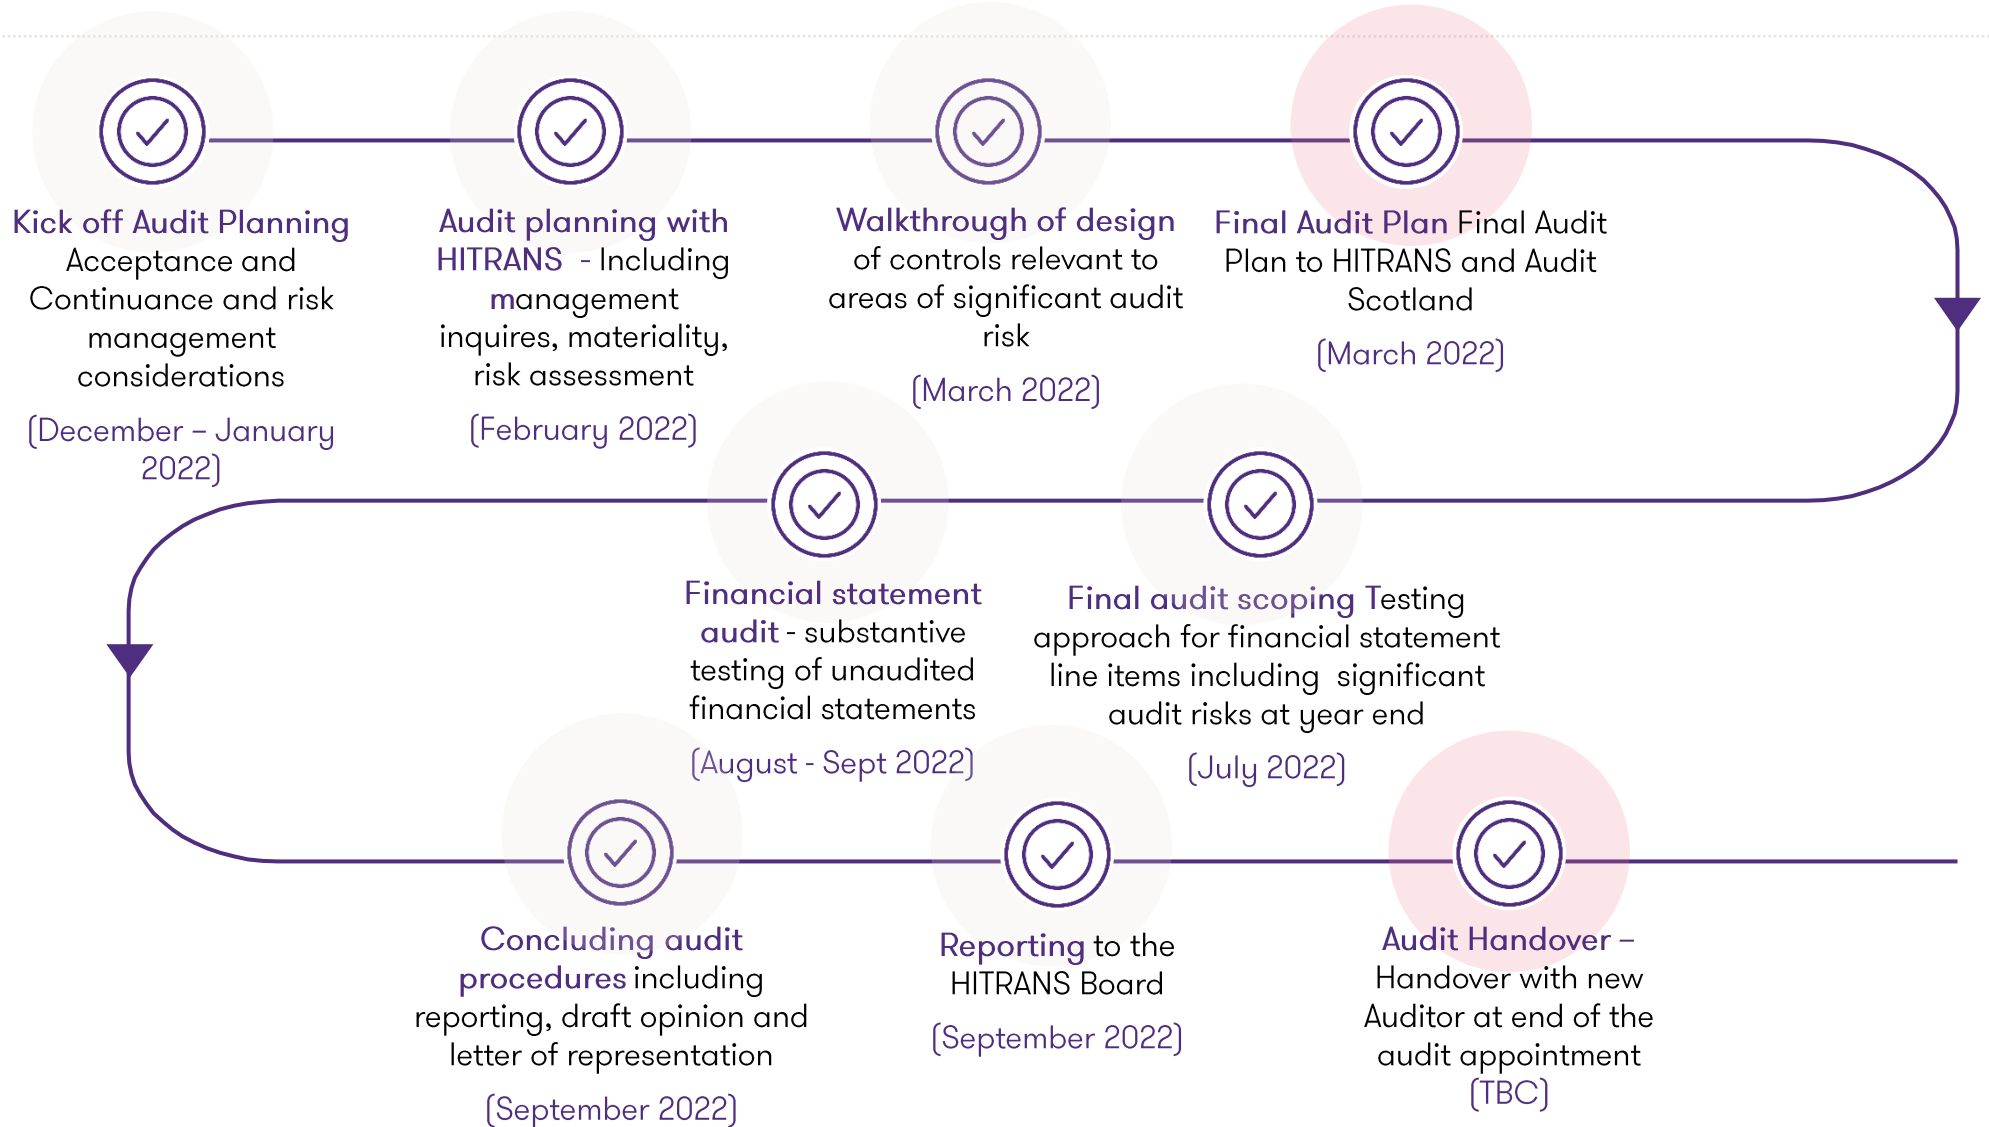 Kick off Audit Planning
Acceptance and
Continuance and risk
management
considerations
(December – January
2022)
Audit planning with
HITRANS - Including
management
inquires, materiality,
risk assessment
(February 2022)
Walkthrough of design
of controls relevant to
areas of significant audit
risk
(March 2022)
Final Audit Plan Final Audit
Plan to HITRANS and Audit
Scotland
(March 2022)
Financial statement
audit - substantive
testing of unaudited
financial statements
(August - Sept 2022)
Final audit scoping Testing
approach for financial statement
line items including significant
audit risks at year end
(July 2022)
Concluding audit
procedures including
reporting, draft opinion and
letter of representation
(September 2022)
Reporting to the
HITRANS Board
(September 2022)
Audit Handover –
Handover with new
Auditor at end of the
audit appointment
(TBC)